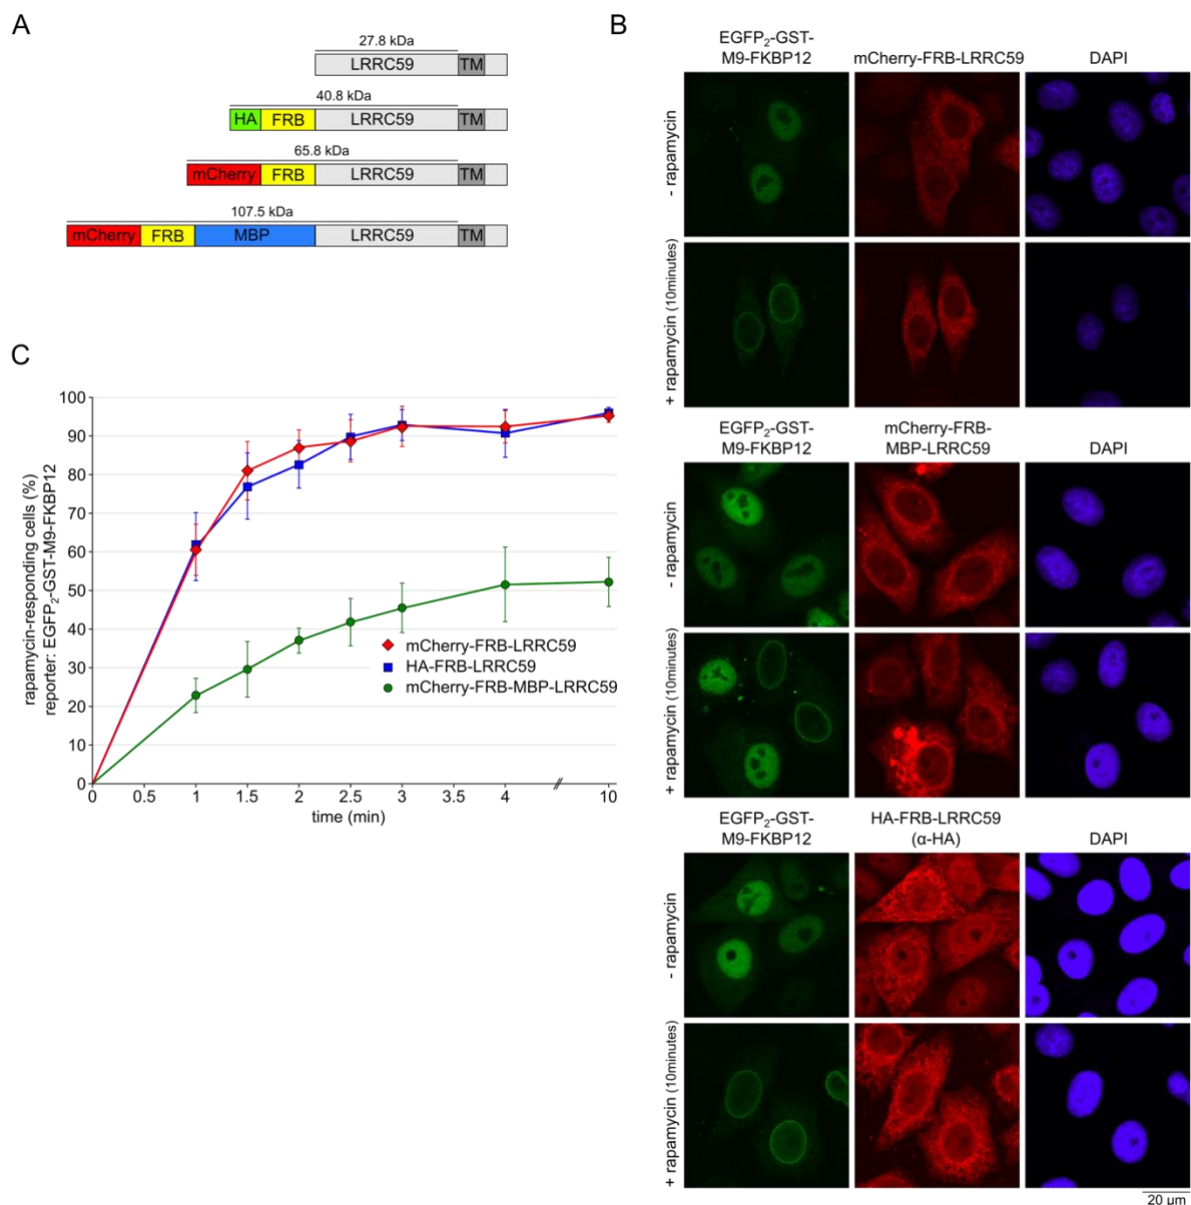 A
27.8 kDa
LRRC59 TM
40.8 kDa
HA FRB LRRC59 TM
65.8 kDa
mCherry FRB LRRC59 TM
107.5 kDa
mCherry FRB MBP LRRC59 TM
B
EGFP2-GST-
M9-FKBP12 mCherry-FRB-LRRC59 DAPI
- rapamycin
+ rapamycin (10minutes)
EGFP2-GST- mCherry-FRB-
M9-FKBP12 MBP-LRRC59 DAPI
- rapamycin
+ rapamycin (10minutes)
EGFP2-GST- HA-FRB-LRRC59
M9-FKBP12 (α-HA) DAPI
- rapamycin
+ rapamycin (10minutes)
20 µm
C
rapamycin-responding cells (%)
reporter: EGFP2-GST-M9-FKBP12
100
90
80
70
60
50
40
30
20
10
0
mCherry-FRB-LRRC59
HA-FRB-LRRC59
mCherry-FRB-MBP-LRRC59
0 0.5 1 1.5 2 2.5 3 3.5 4 // 10
time (min)